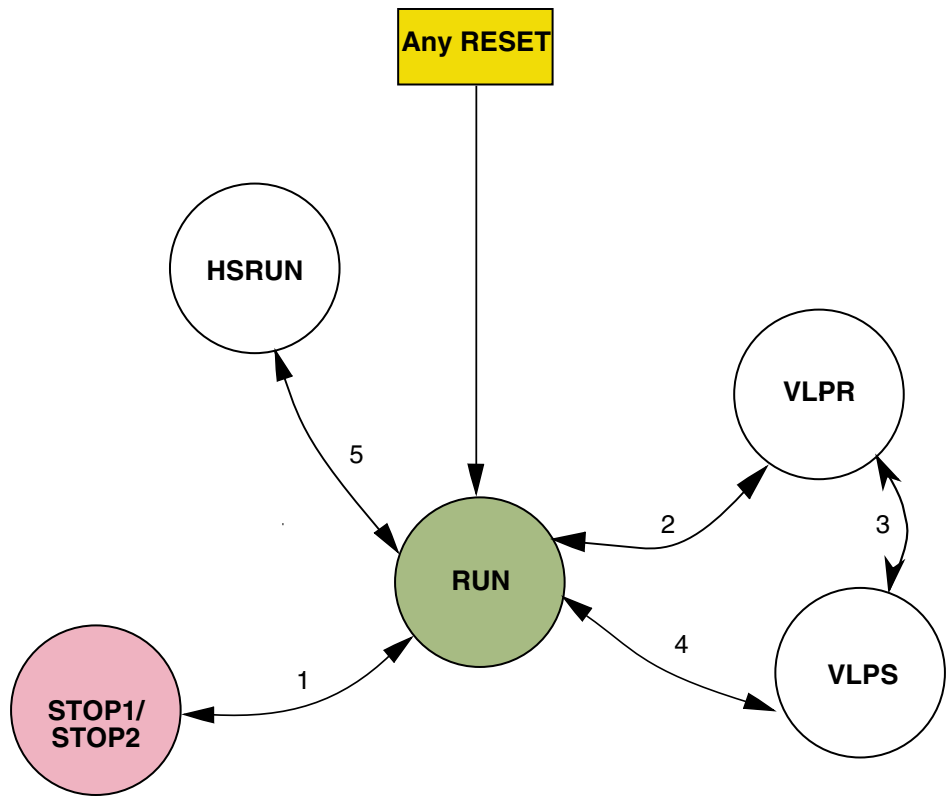 Any RESET
HSRUN
VLPR
5
2
3
RUN
4
VLPS
1
STOP1/
STOP2